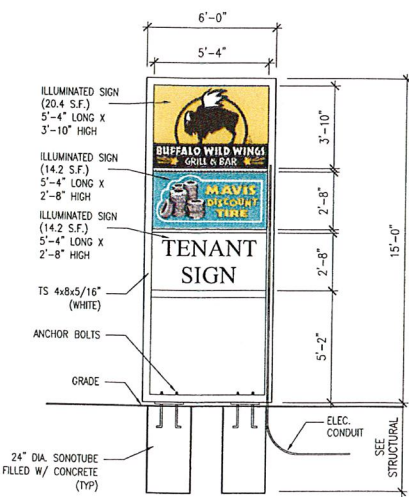 6'-0"
5'-4"
ILLUMINATED SIGN
(20.4 S.F.)
5'-4" LONG X
3'-10" HIGH
BUFFALO WILD WINGS
GRILL & BAR
3'-10"
ILLUMINATED SIGN
(14.2 S.F.)
5'-4" LONG X
2'-8" HIGH
MAVIS
DISCOUNT
TIRE
2'-8"
ILLUMINATED SIGN
(14.2 S.F.)
5'-4" LONG X
2'-8" HIGH
TENANT
SIGN
2'-8"
15'-0"
TS 4x8x5/16"
(WHITE)
5'-2"
ANCHOR BOLTS
GRADE
ELEC.
CONDUIT
SEE
STRUCTURAL
24" DIA. SONOTUBE
FILLED W/ CONCRETE
(TYP)